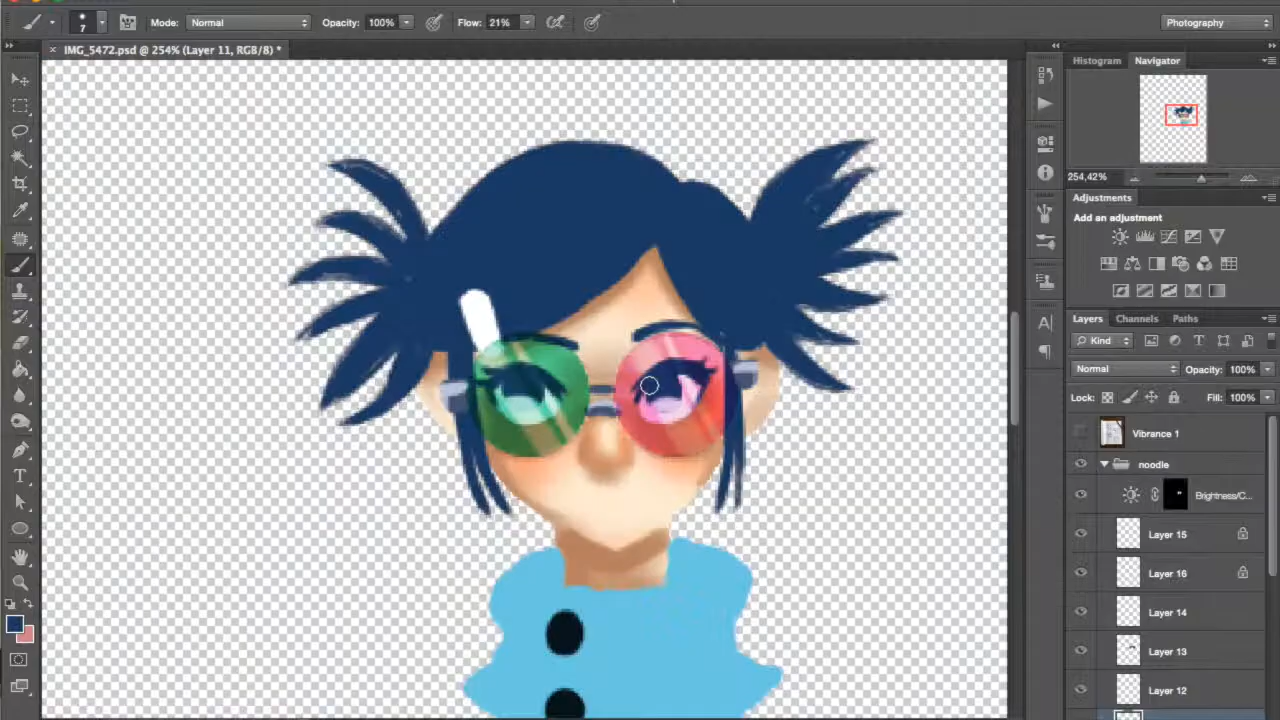 7
Mode: Normal
Opacity: 100%
Flow: 21%
Photography
× IMG_5472.psd @ 254% (Layer 11, RGB/8) *
Histogram
Navigator
254,42%
Adjustments
Add an adjustment
Layers
Channels
Paths
Kind
Normal
Opacity: 100%
Lock:
Fill: 100%
Vibrance 1
noodle
Brightness/C...
Layer 15
Layer 16
Layer 14
Layer 13
Layer 12